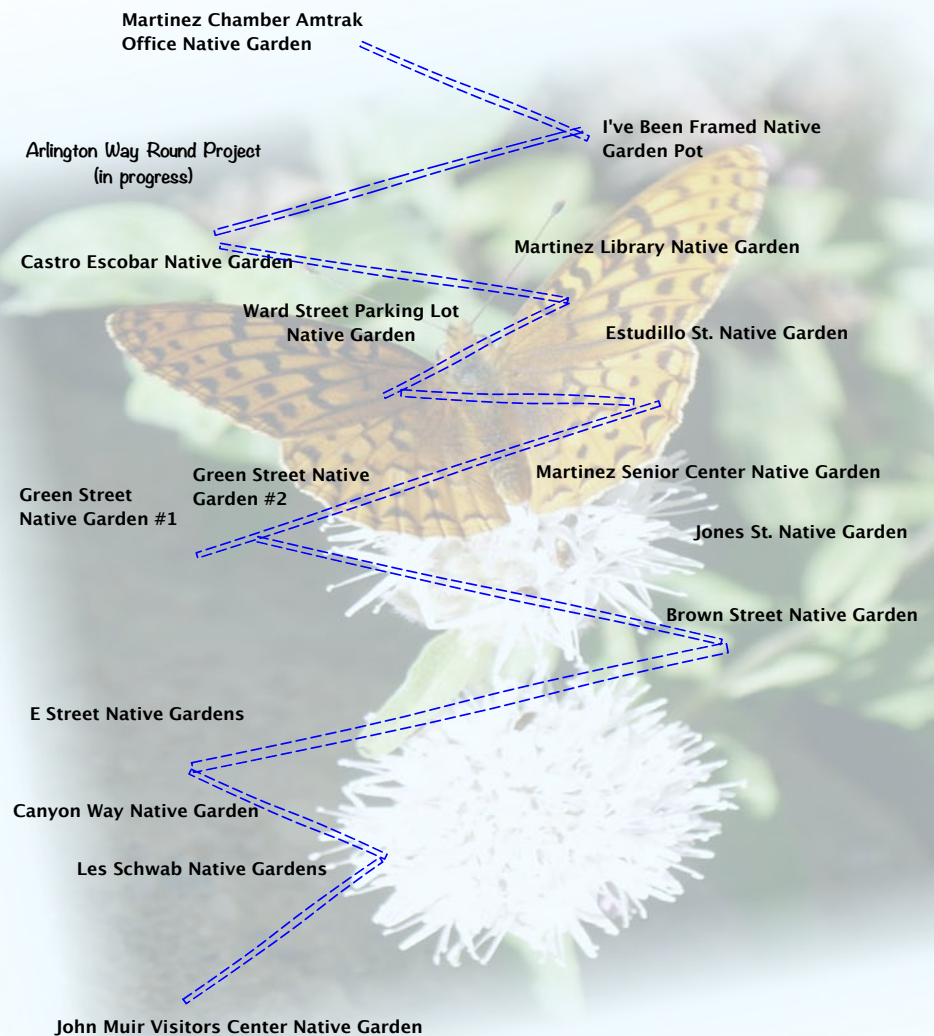 Martinez Chamber Amtrak
Office Native Garden
I've Been Framed Native
Garden Pot
Arlington Way Round Project
(in progress)
Martinez Library Native Garden
Castro Escobar Native Garden
Ward Street Parking Lot
Native Garden
Estudillo St. Native Garden
Green Street Native
Garden #2
Martinez Senior Center Native Garden
Green Street
Native Garden #1
Jones St. Native Garden
Brown Street Native Garden
E Street Native Gardens
Canyon Way Native Garden
Les Schwab Native Gardens
John Muir Visitors Center Native Garden